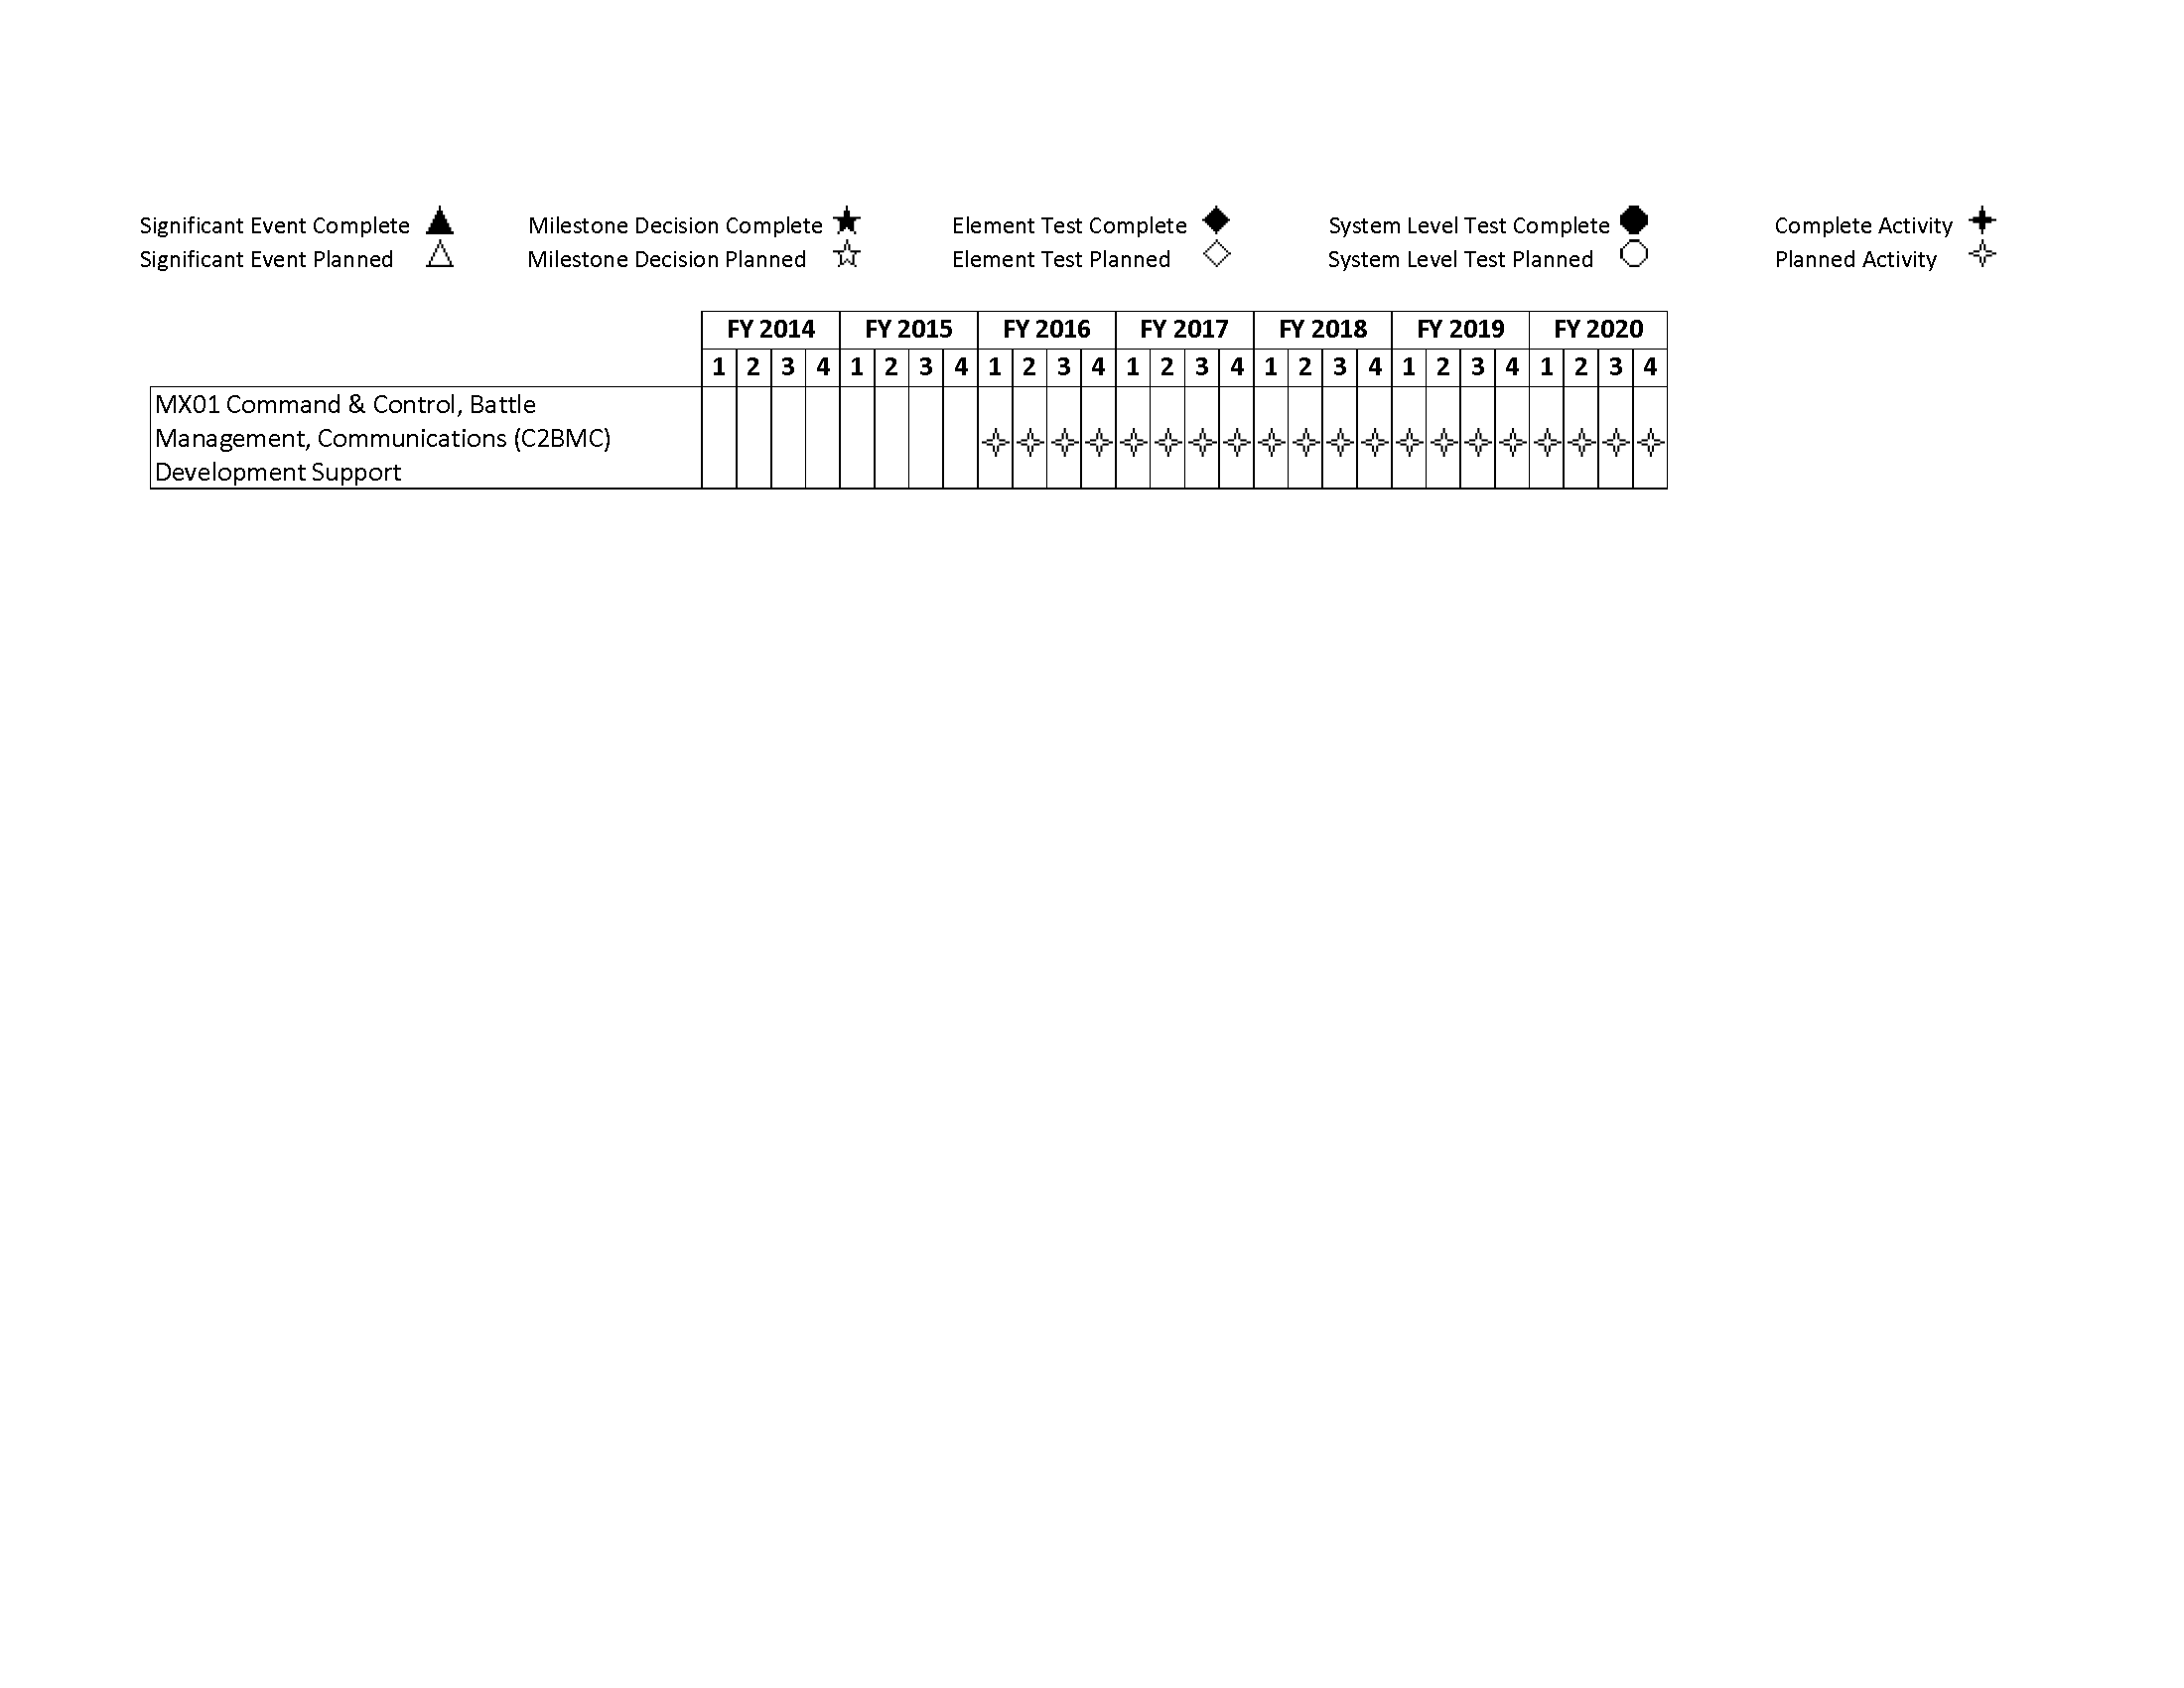 Significant Event Complete Milestone Decision Complete Element Test Complete System Level Test Complete Complete Activity
Significant Event Planned Milestone Decision Planned Element Test Planned System Level Test Planned Planned Activity
FY 2014 FY 2015 FY 2016 FY 2017 FY 2018 FY 2019 FY 2020
1 2 3 4 1 2 3 4 1 2 3 4 1 2 3 4 1 2 3 4 1 2 3 4 1 2 3 4
MX01 Command & Control, Battle
Management, Communications (C2BMC)
Development Support